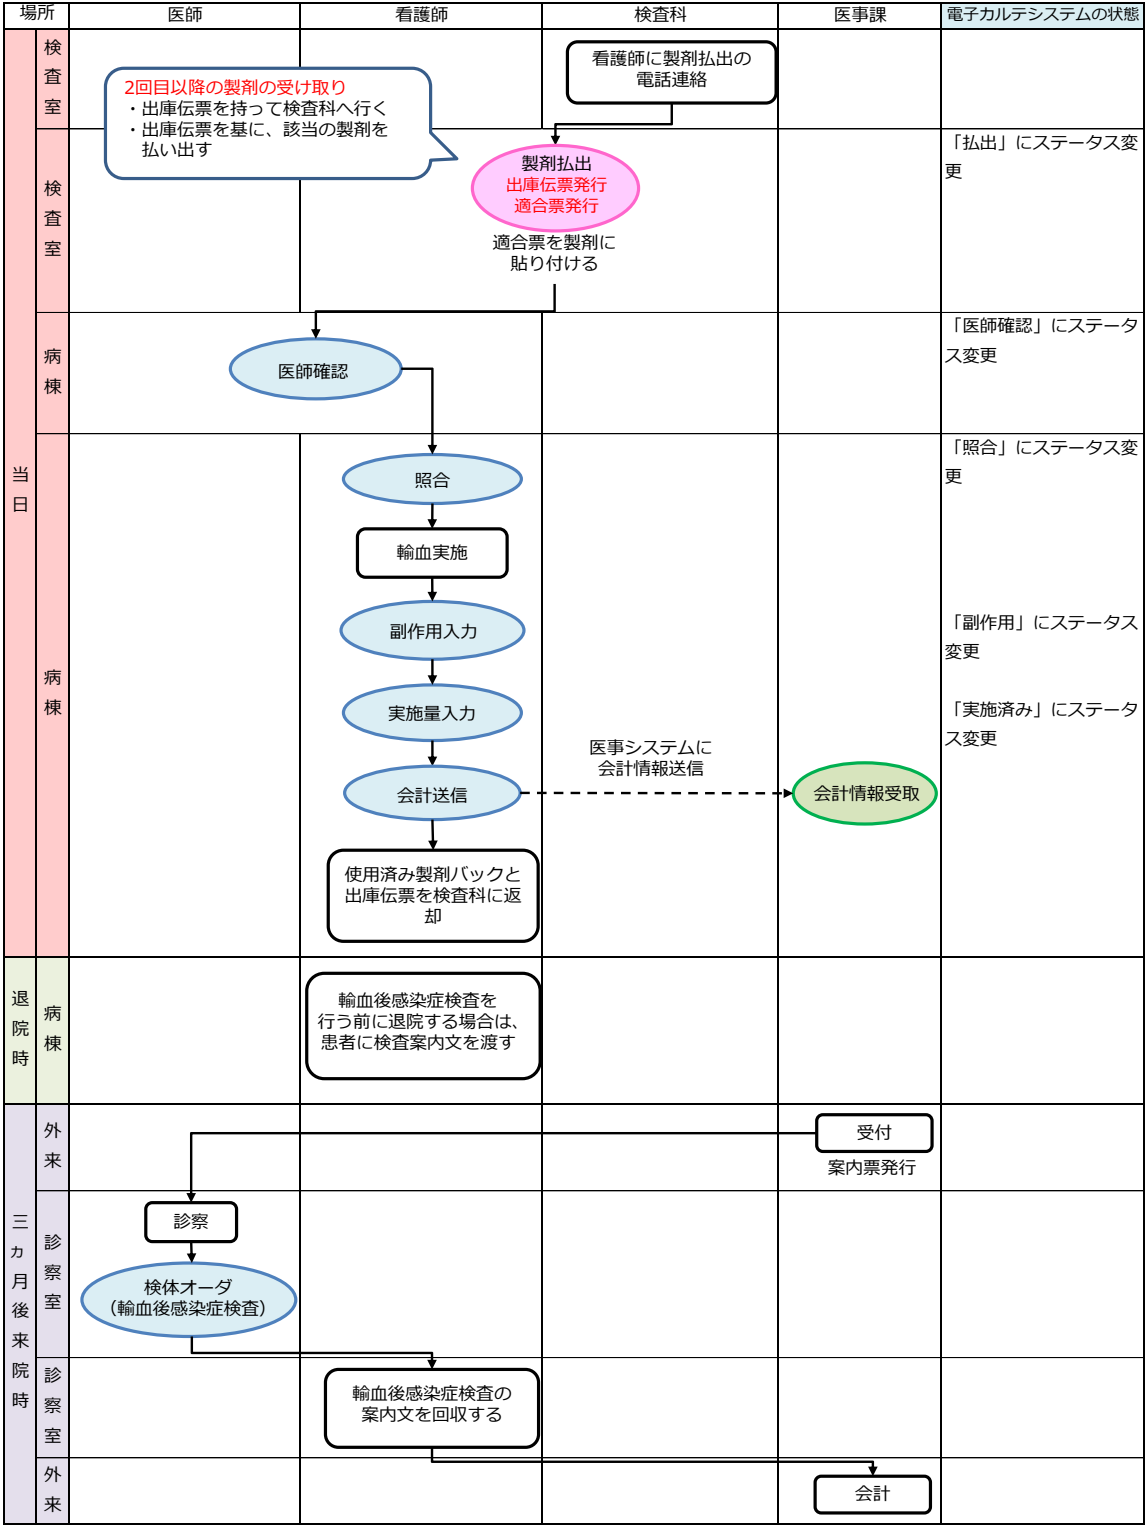 場所 医師 看護師 検査科 医事課 電子カルテシステムの状態
当日
検査室
看護師に製剤払出の
電話連絡
2回目以降の製剤の受け取り
・出庫伝票を持って検査科へ行く
・出庫伝票を基に、該当の製剤を
払い出す
検査室
製剤払出
出庫伝票発行
適合票発行
適合票を製剤に
貼り付ける
「払出」にステータス変
更
病棟
医師確認
「医師確認」にステータ
ス変更
病棟
照合
「照合」にステータス変
更
輸血実施
副作用入力
「副作用」にステータス
変更
実施量入力
「実施済み」にステータ
ス変更
医事システムに
会計情報送信
会計送信
会計情報受取
使用済み製剤バックと
出庫伝票を検査科に返
却
退院時
病棟
輸血後感染症検査を
行う前に退院する場合は、
患者に検査案内文を渡す
三ヵ月後来院時
外来
受付
案内票発行
診察室
診察
検体オーダ
（輸血後感染症検査）
診察室
輸血後感染症検査の
案内文を回収する
外来
会計